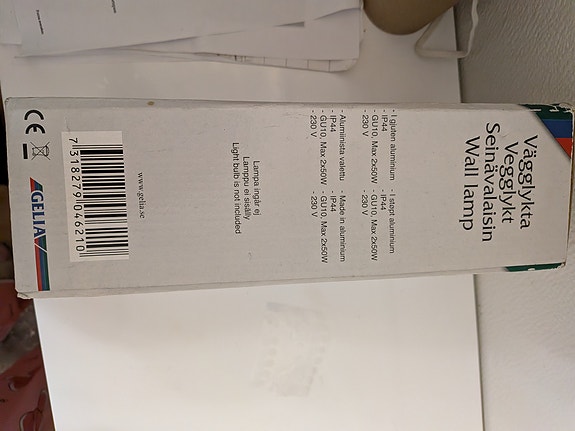 Vägglykta
Vegglykt
Seinävalaisin
Wall lamp
- I gjuten aluminium
- IP44
- GU10, Max 2x50W
- 230 V
- I støpt aluminium
- IP44
- GU10, Max 2x50W
- 230 V
- Alumiinista valettu
- IP44
- GU10, Max 2x50W
- 230 V
- Made in aluminium
- IP44
- GU10, Max 2x50W
- 230 V
Lampa ingår ej
Lamppu ei sisälly
Light bulb is not included
www.gelia.se
7 318279 046210
CE
GELIA